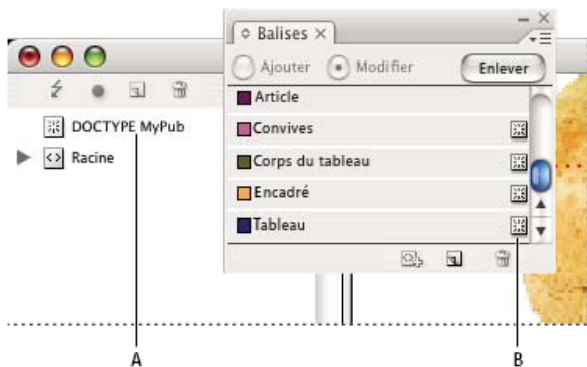 Balises
Ajouter
Modifier
Enlever
Article
DOCTYPE MyPub
Convives
Racine
Corps du tableau
Encadré
Tableau
A
B